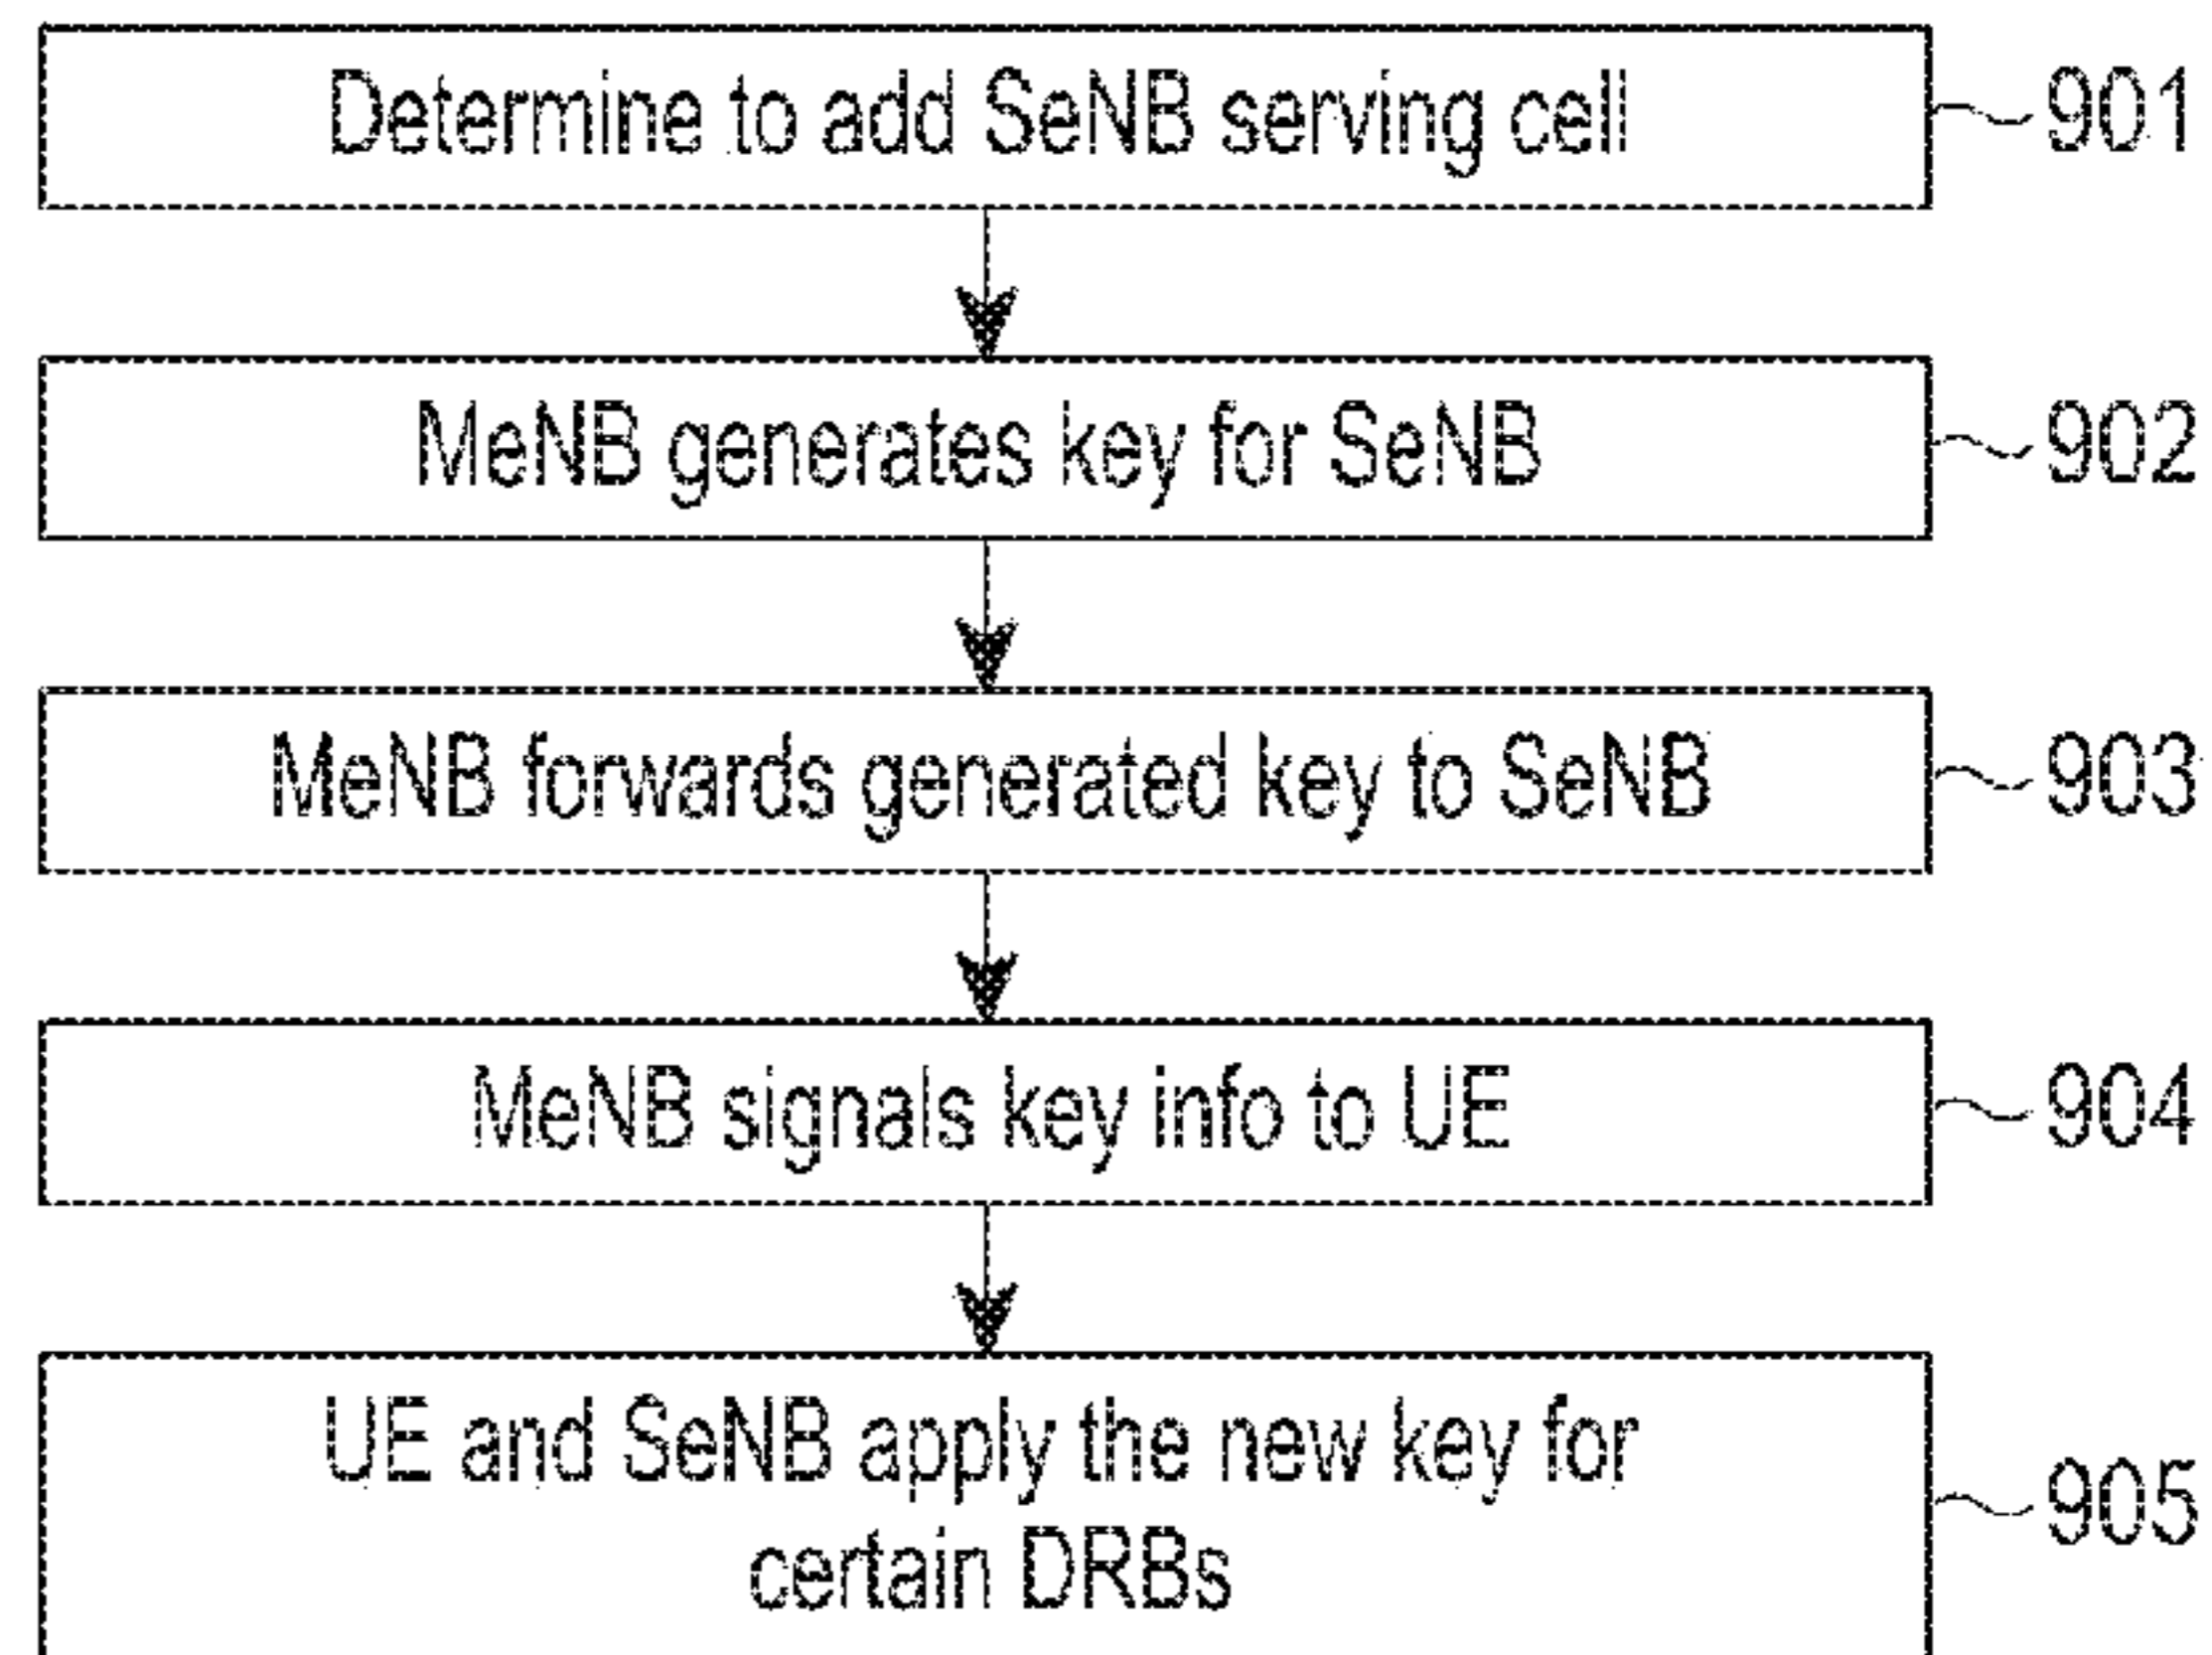 Determine to add SeNB serving cell
901
MeNB generates key for SeNB
902
MeNB forwards generated key to SeNB
903
MeNB signals key info to UE
904
UE and SeNB apply the new key for
certain DRBs
905